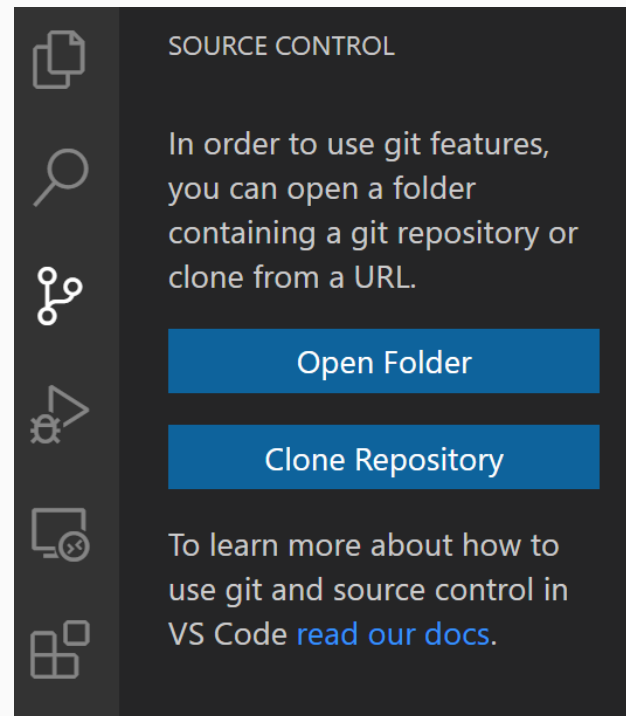 SOURCE CONTROL
In order to use git features,
you can open a folder
containing a git repository or
clone from a URL.
Open Folder
Clone Repository
To learn more about how to
use git and source control in
VS Code read our docs.